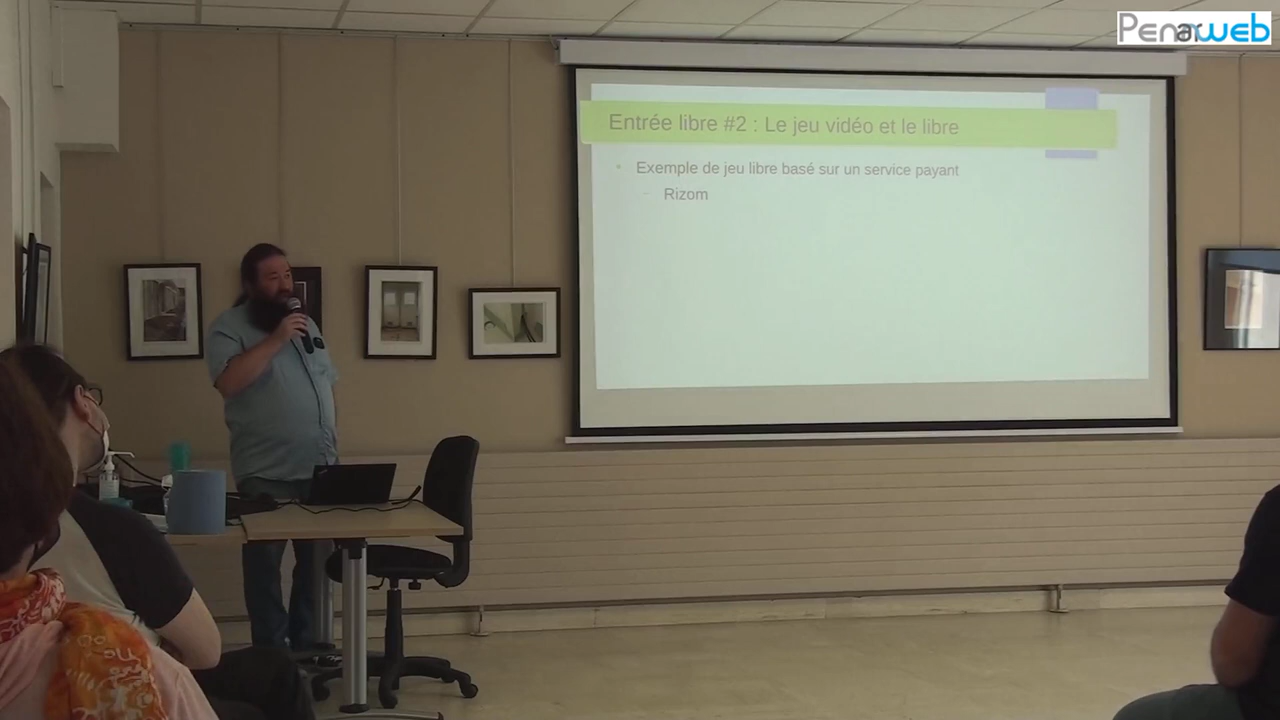 Penarweb
Entrée libre #2 : Le jeu vidéo et le libre
Exemple de jeu libre basé sur un service payant
Rizom